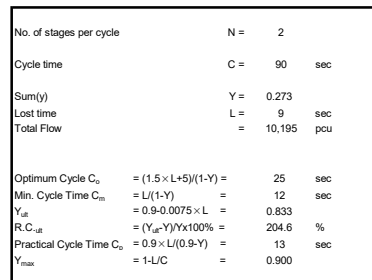 No. of stages per cycle N = 2
Cycle time C = 90 sec
Sum(y) Y = 0.273
Lost time L = 9 sec
Total Flow = 10,195 pcu
Optimum Cycle Cₒ = (1.5×L+5)/(1-Y) = 25 sec
Min. Cycle Time Cₘ = L/(1-Y) = 12 sec
Yᵤₗₜ = 0.9-0.0075×L = 0.833
R.C.ᵤₗₜ = (Yᵤₗₜ-Y)/Yx100% = 204.6 %
Practical Cycle Time Cₚ = 0.9×L/(0.9-Y) = 13 sec
Yₘₐₓ = 1-L/C = 0.900